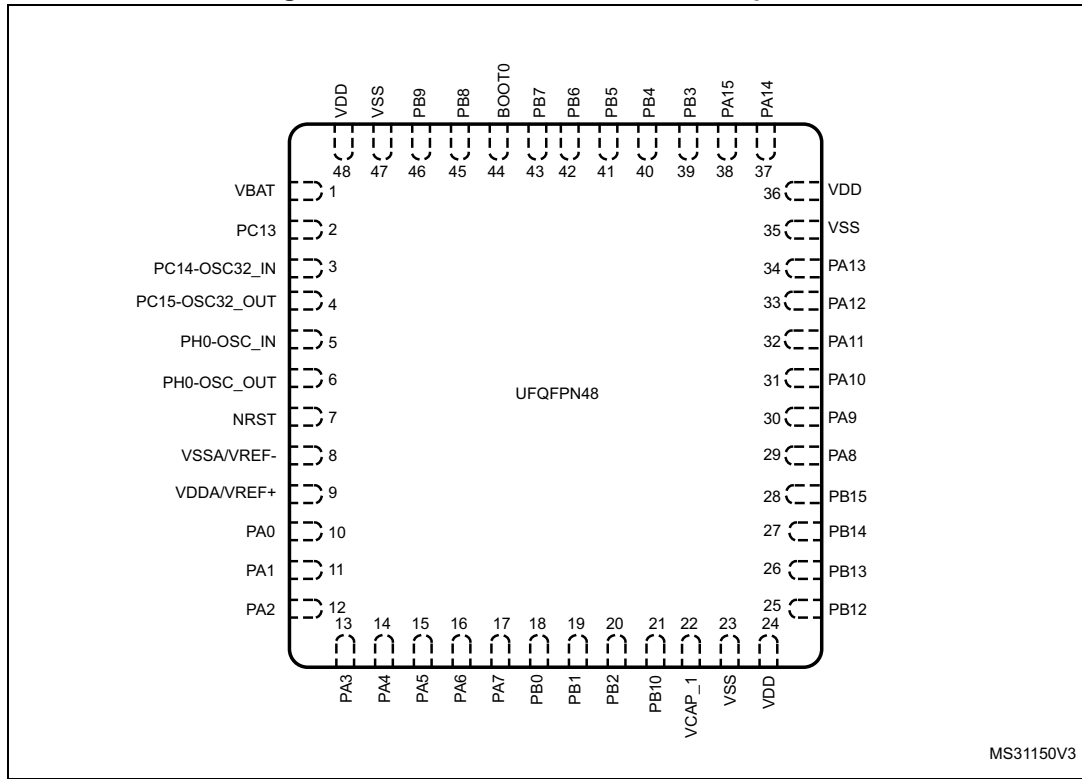 VDD
VSS
PB9
PB8
BOOT0
PB7
PB6
PB5
PB4
PB3
PA15
PA14
48
47
46
45
44
43
42
41
40
39
38
37
VBAT 1
PC13 2
PC14-OSC32_IN 3
PC15-OSC32_OUT 4
PH0-OSC_IN 5
PH0-OSC_OUT 6
NRST 7
VSSA/VREF- 8
VDDA/VREF+ 9
PA0 10
PA1 11
PA2 12
UFQFPN48
36 VDD
35 VSS
34 PA13
33 PA12
32 PA11
31 PA10
30 PA9
29 PA8
28 PB15
27 PB14
26 PB13
25 PB12
13
14
15
16
17
18
19
20
21
22
23
24
PA3
PA4
PA5
PA6
PA7
PB0
PB1
PB2
PB10
VCAP_1
VSS
VDD
MS31150V3